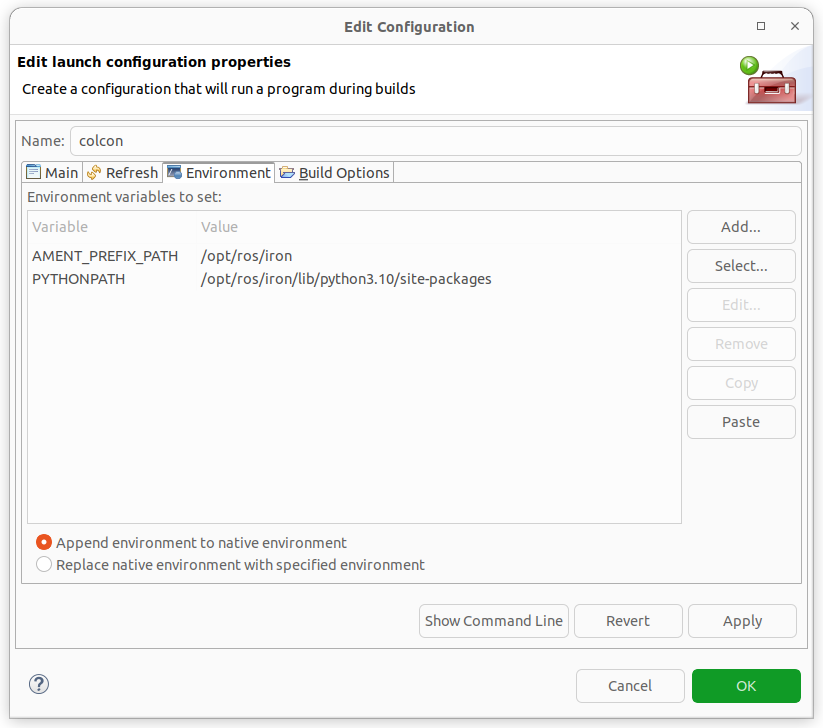 Edit Configuration
Edit launch configuration properties
Create a configuration that will run a program during builds
Name: colcon
Main Refresh Environment Build Options
Environment variables to set:
Variable Value
AMENT_PREFIX_PATH /opt/ros/iron
PYTHONPATH /opt/ros/iron/lib/python3.10/site-packages
Add...
Select...
Edit...
Remove
Copy
Paste
Append environment to native environment
Replace native environment with specified environment
Show Command Line Revert Apply
? Cancel OK